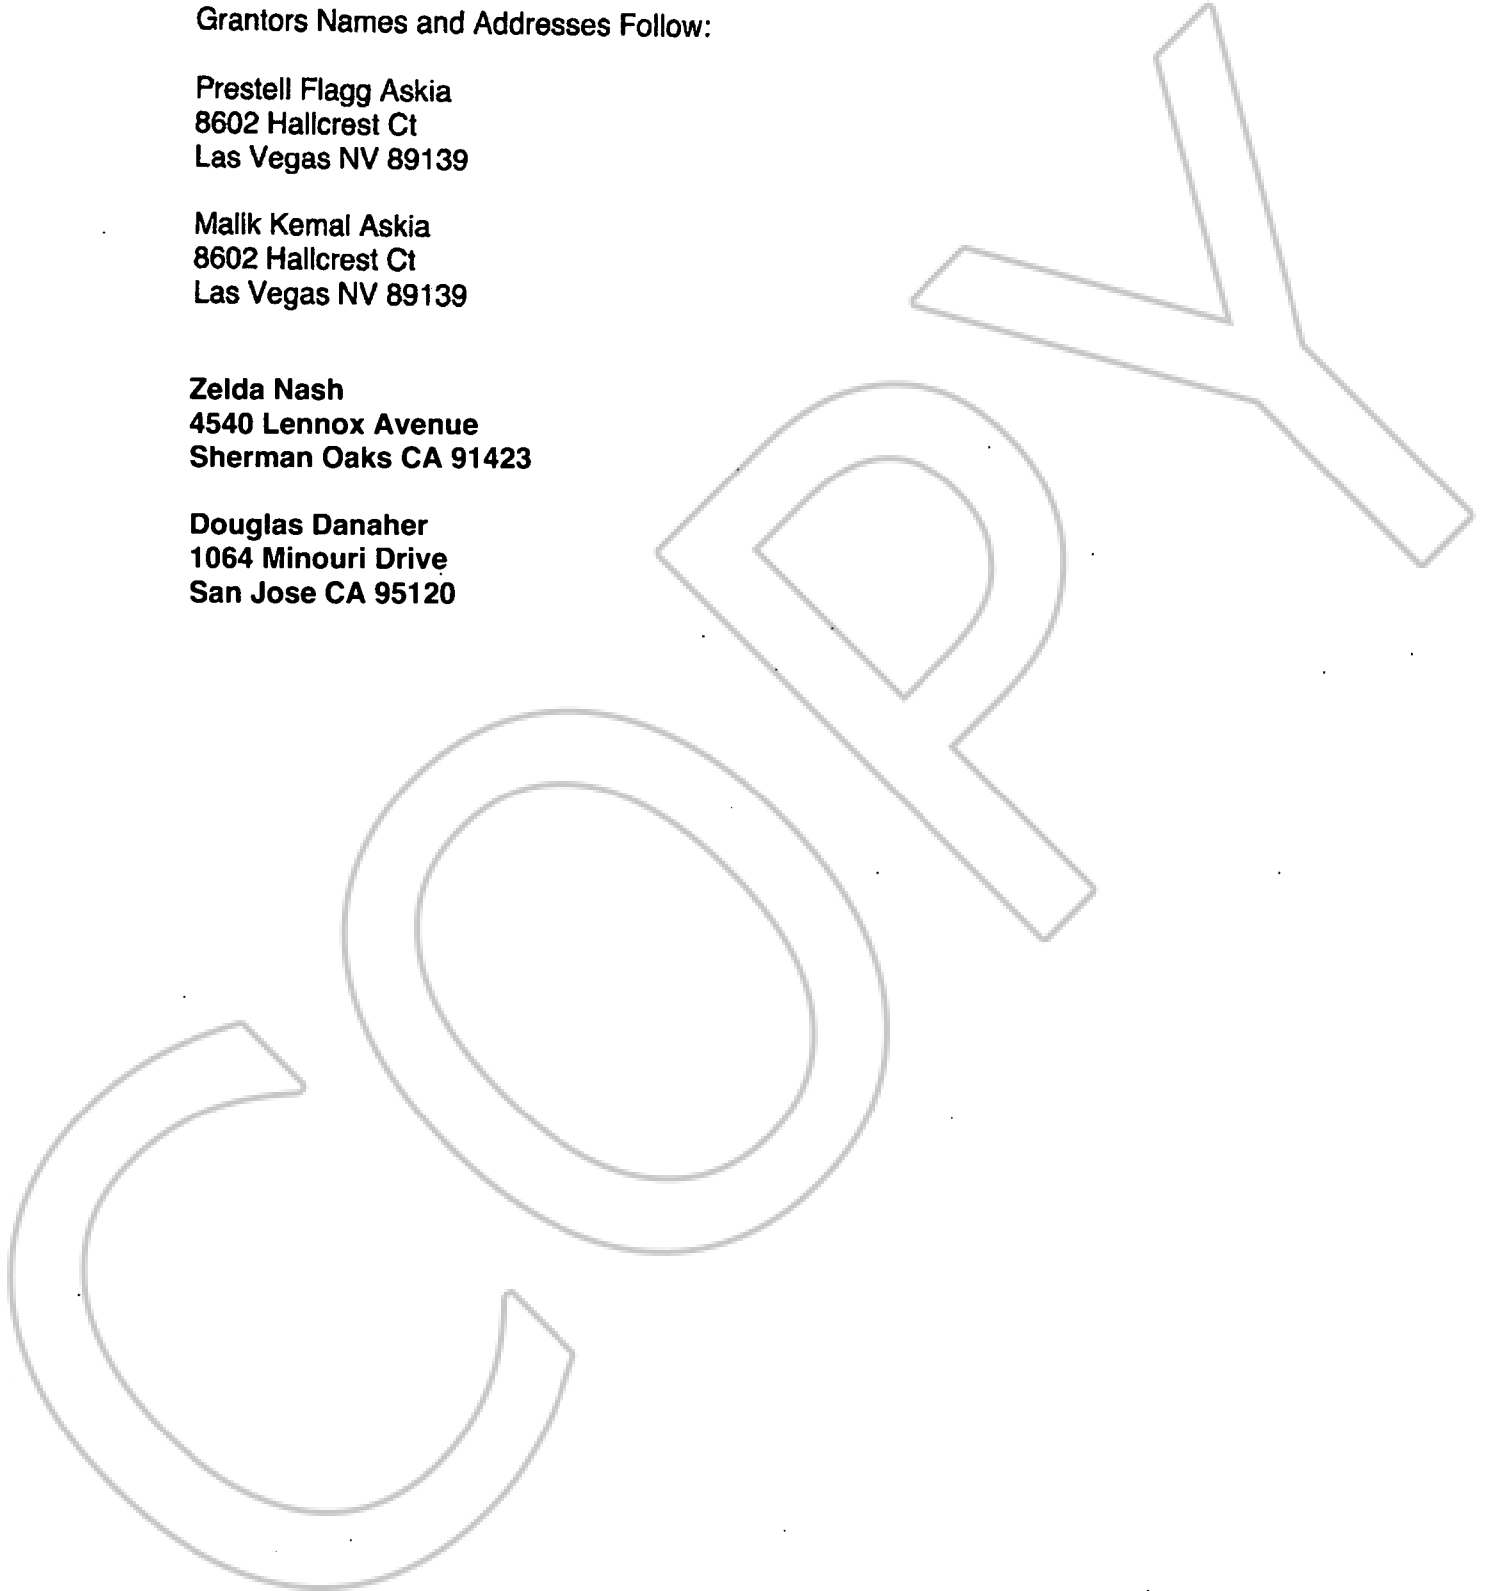 Grantors Names and Addresses Follow:
Prestell Flagg Askia
8602 Hallcrest Ct
Las Vegas NV 89139
Malik Kemal Askia
8602 Hallcrest Ct
Las Vegas NV 89139
Zelda Nash
4540 Lennox Avenue
Sherman Oaks CA 91423
Douglas Danaher
1064 Minouri Drive
San Jose CA 95120
COPY